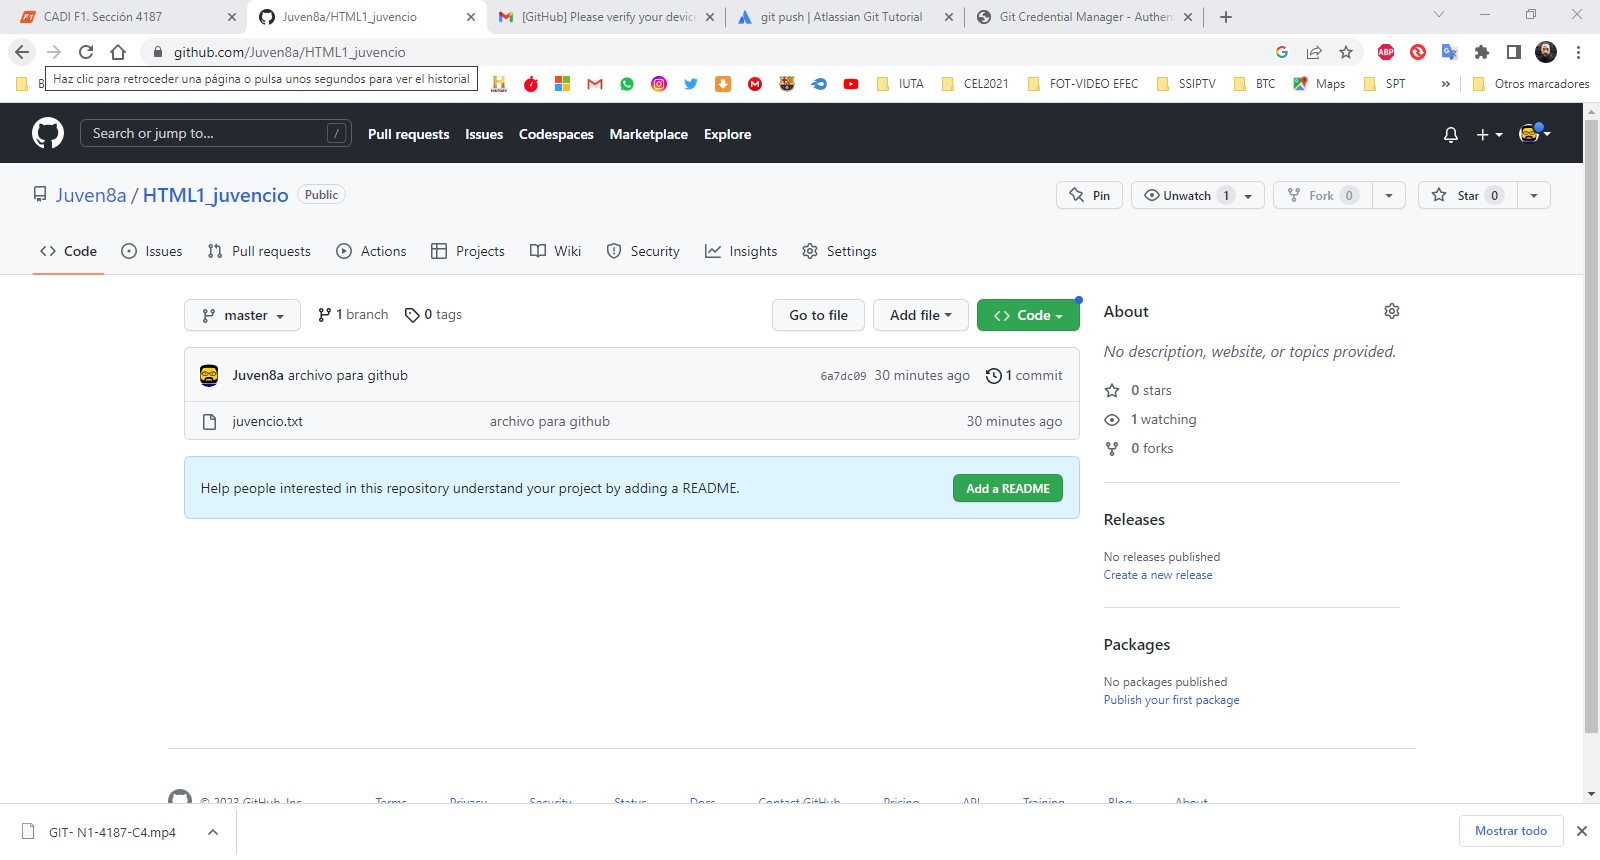 CADI F1. Sección 4187
Juven8a/HTML1_juvencio
[GitHub] Please verify your device
git push | Atlassian Git Tutorial
Git Credential Manager - Authen
github.com/Juven8a/HTML1_juvencio
Haz clic para retroceder una página o pulsa unos segundos para ver el historial
IUTA
CEL2021
FOT-VIDEO EFEC
SSIPTV
BTC
Maps
SPT
»
Otros marcadores
Search or jump to...
/
Pull requests
Issues
Codespaces
Marketplace
Explore
Juven8a / HTML1_juvencio
Public
Pin
Unwatch 1
Fork 0
Star 0
Code
Issues
Pull requests
Actions
Projects
Wiki
Security
Insights
Settings
master
1 branch
0 tags
Go to file
Add file
Code
Juven8a archivo para github
6a7dc09 30 minutes ago
1 commit
juvencio.txt
archivo para github
30 minutes ago
Help people interested in this repository understand your project by adding a README.
Add a README
About
No description, website, or topics provided.
0 stars
1 watching
0 forks
Releases
No releases published
Create a new release
Packages
No packages published
Publish your first package
© 2023 GitHub, Inc.
Terms
Privacy
Security
Status
Docs
Contact GitHub
Pricing
API
Training
Blog
About
GIT- N1-4187-C4.mp4
Mostrar todo